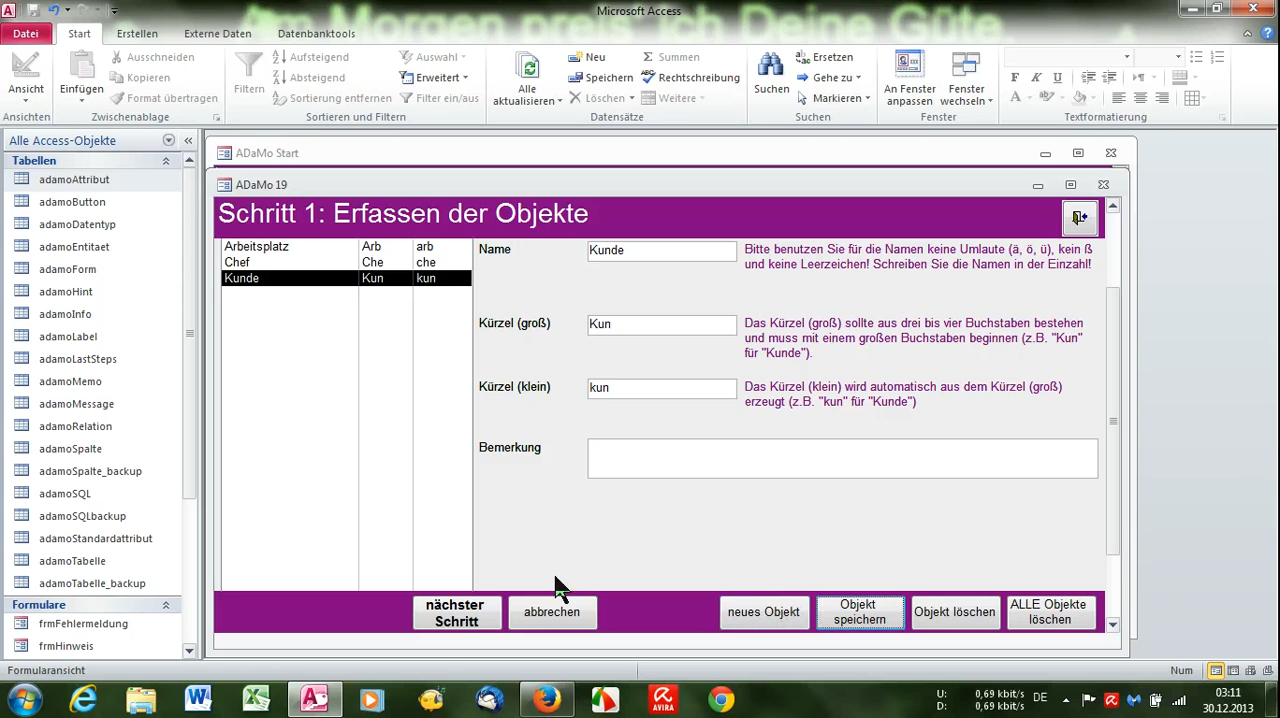 Microsoft Access
Datei Start Erstellen Externe Daten Datenbanktools
Ansicht
Einfügen
Ausschneiden
Kopieren
Format übertragen
Filtern
Aufsteigend
Absteigend
Sortierung entfernen
Auswahl
Erweitert
Filter ein/aus
Alle
aktualisieren
Neu
Speichern
Löschen
Summen
Rechtschreibung
Weitere
Suchen
Ersetzen
Gehe zu
Markieren
An Fenster
anpassen
Fenster
wechseln
F K U
Ansichten Zwischenablage Sortieren und Filtern Datensätze Suchen Fenster Textformatierung
Alle Access-Objekte
Tabellen
adamoAttribut
adamoButton
adamoDatentyp
adamoEntitaet
adamoForm
adamoHint
adamoInfo
adamoLabel
adamoLastSteps
adamoMemo
adamoMessage
adamoRelation
adamoSpalte
adamoSpalte_backup
adamoSQL
adamoSQLbackup
adamoStandardattribut
adamoTabelle
adamoTabelle_backup
Formulare
frmFehlermeldung
frmHinweis
ADaMo Start
ADaMo 19
Schritt 1: Erfassen der Objekte
Arbeitsplatz Arb arb
Chef Che che
Kunde Kun kun
Name Kunde
Bitte benutzen Sie für die Namen keine Umlaute (ä, ö, ü), kein ß
und keine Leerzeichen! Schreiben Sie die Namen in der Einzahl!
Kürzel (groß) Kun
Das Kürzel (groß) sollte aus drei bis vier Buchstaben bestehen
und muss mit einem großen Buchstaben beginnen (z.B. "Kun"
für "Kunde").
Kürzel (klein) kun
Das Kürzel (klein) wird automatisch aus dem Kürzel (groß)
erzeugt (z.B. "kun" für "Kunde")
Bemerkung
nächster
Schritt
abbrechen
neues Objekt
Objekt
speichern
Objekt löschen
ALLE Objekte
löschen
Formularansicht Num
U: 0,69 kbit/s
D: 0,69 kbit/s
DE
AVIRA
03:11
30.12.2013